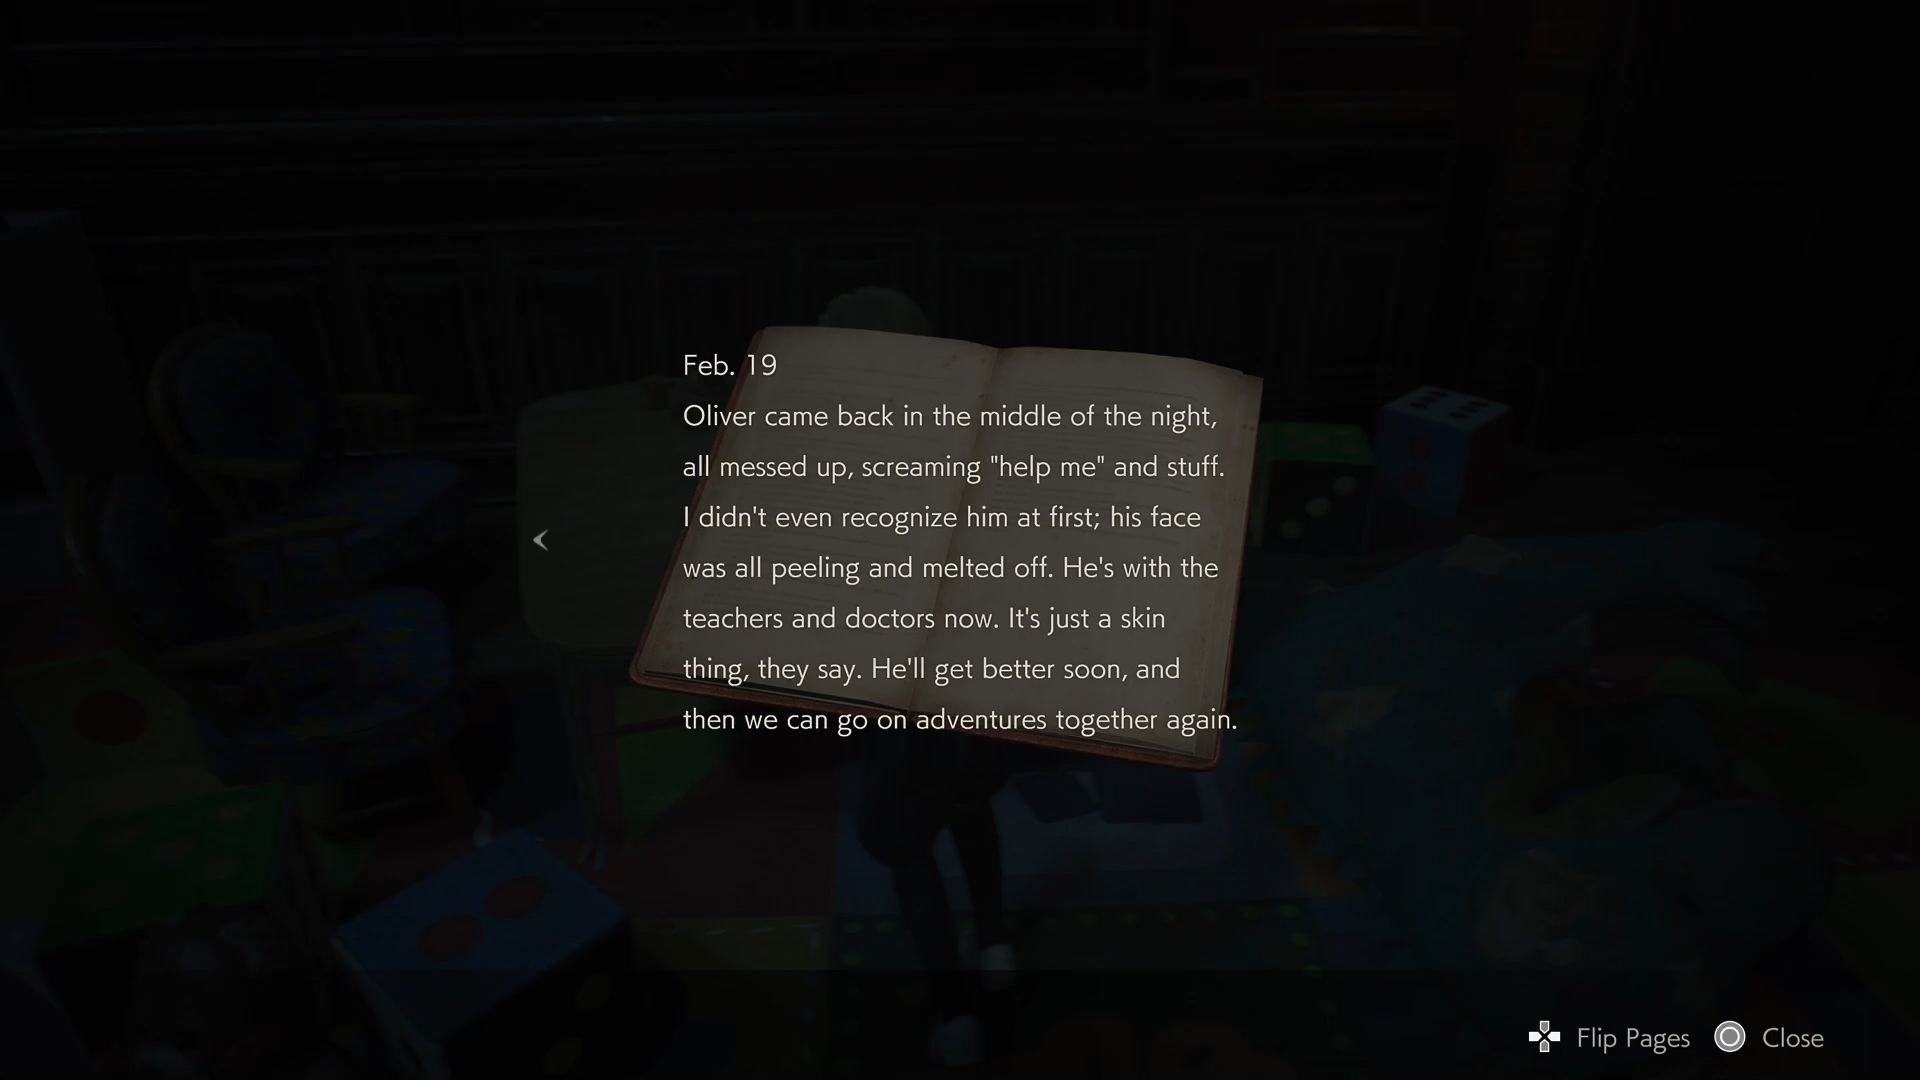 Feb. 19
Oliver came back in the middle of the night,
all messed up, screaming "help me" and stuff.
I didn't even recognize him at first; his face
was all peeling and melted off. He's with the
teachers and doctors now. It's just a skin
thing, they say. He'll get better soon, and
then we can go on adventures together again.
Flip Pages
Close